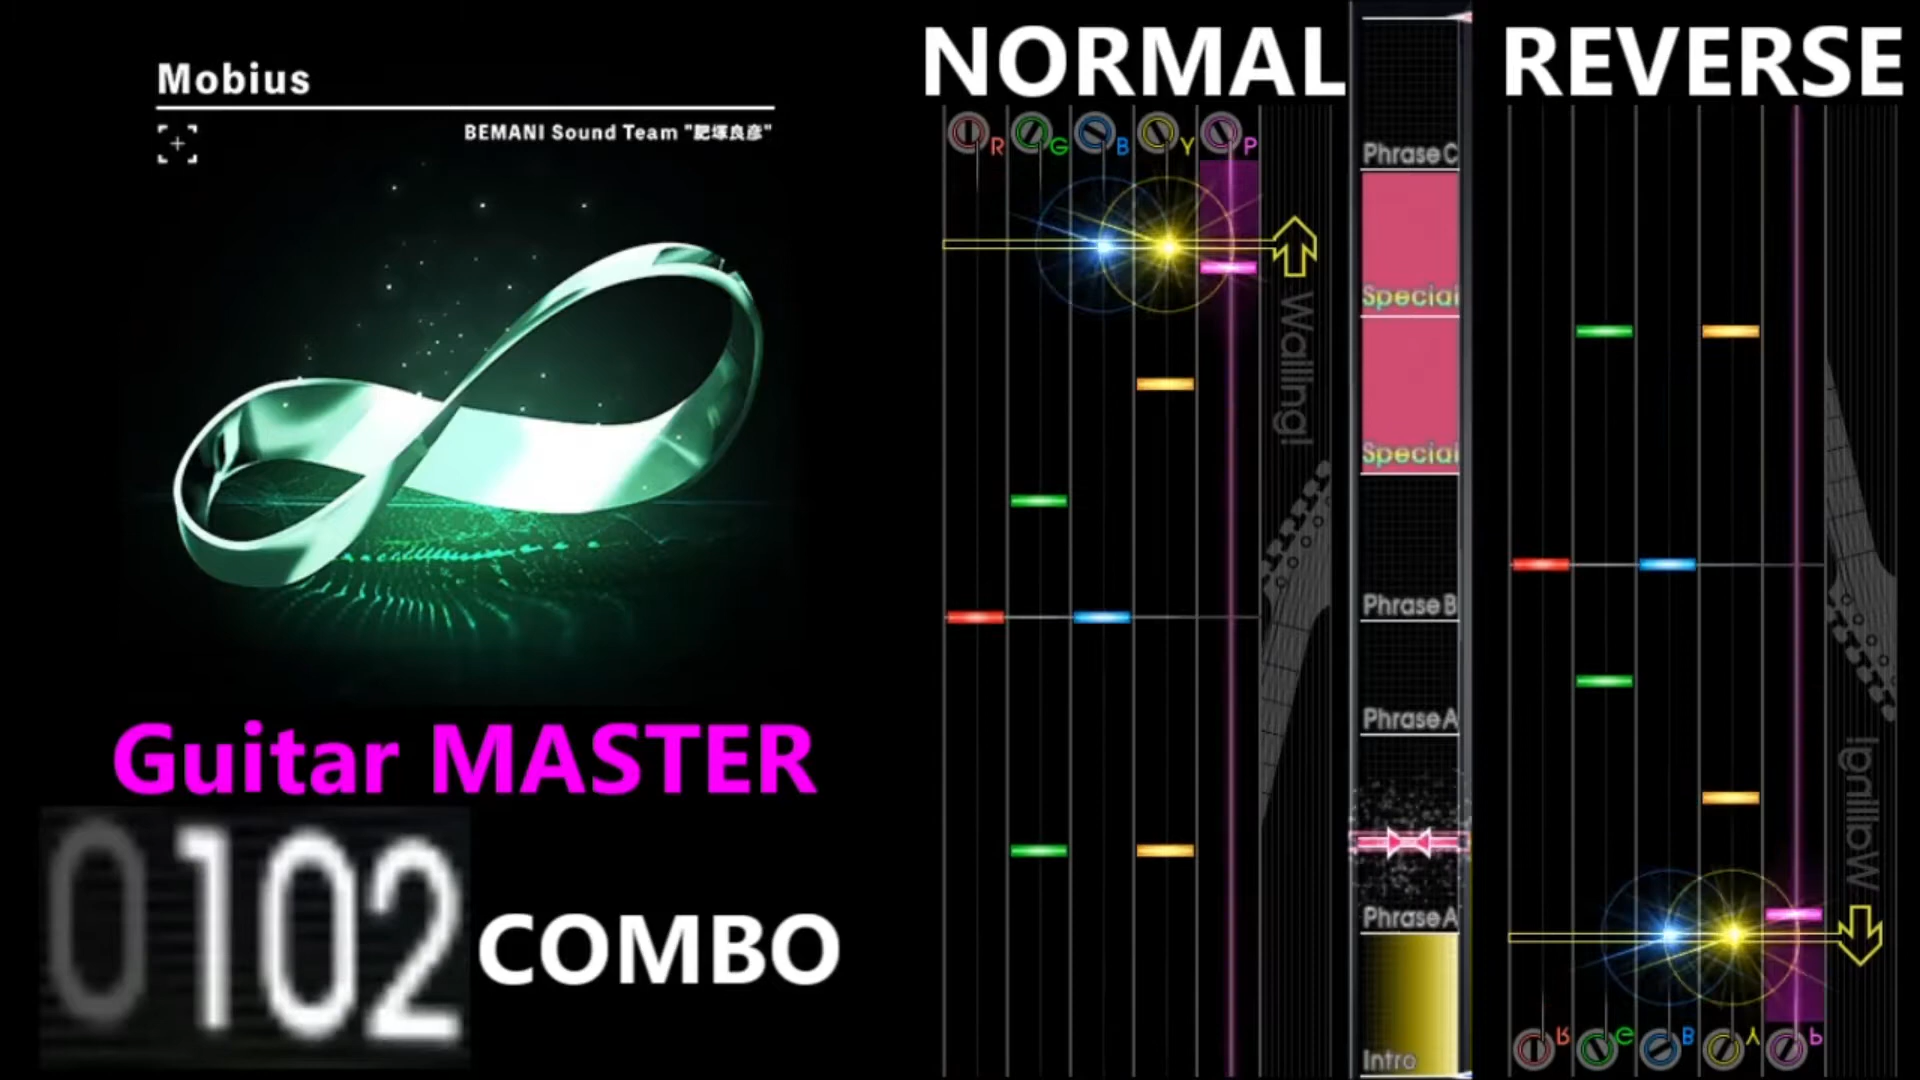 Mobius
BEMANI Sound Team "肥塚良彦"
Guitar MASTER
0102 COMBO
NORMAL
R G B Y P
Wailing!
Phrase C
Special
Special
Phrase B
Phrase A
Phrase A
Intro
REVERSE
Wailing!
R G B Y P